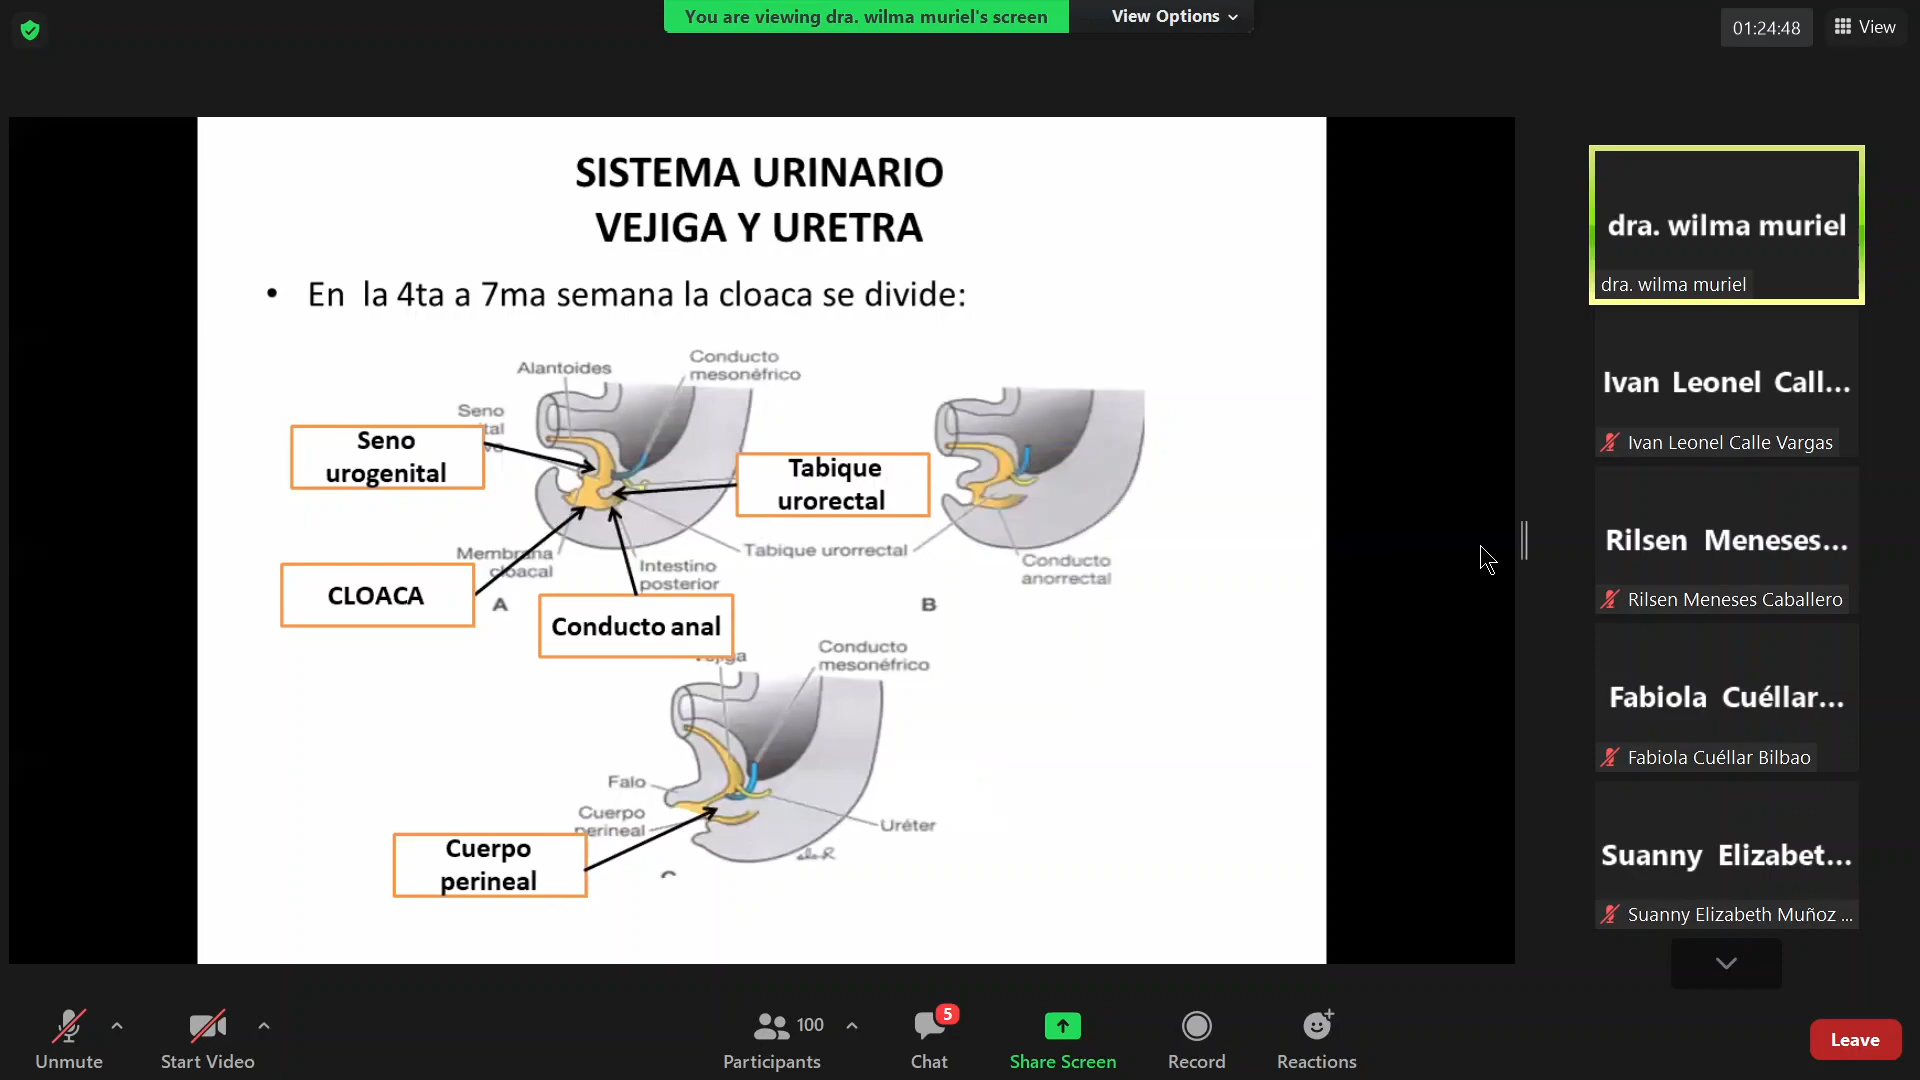 You are viewing dra. wilma muriel's screen
View Options
01:24:48
View
SISTEMA URINARIO
VEJIGA Y URETRA
• En la 4ta a 7ma semana la cloaca se divide:
Alantoides
Conducto
mesonéfrico
Seno
Seno
urogenital
Tabique
urorectal
Membrana
cloacal
Intestino
posterior
Tabique urorrectal
Conducto
anorrectal
CLOACA
A
B
Conducto anal
Vejiga
Conducto
mesonéfrico
Falo
Cuerpo
perineal
Uréter
Cuerpo
perineal
C
dra. wilma muriel
dra. wilma muriel
Ivan Leonel Call...
Ivan Leonel Calle Vargas
Rilsen Meneses...
Rilsen Meneses Caballero
Fabiola Cuéllar...
Fabiola Cuéllar Bilbao
Suanny Elizabet...
Suanny Elizabeth Muñoz ...
Unmute
Start Video
100
Participants
5
Chat
Share Screen
Record
Reactions
Leave